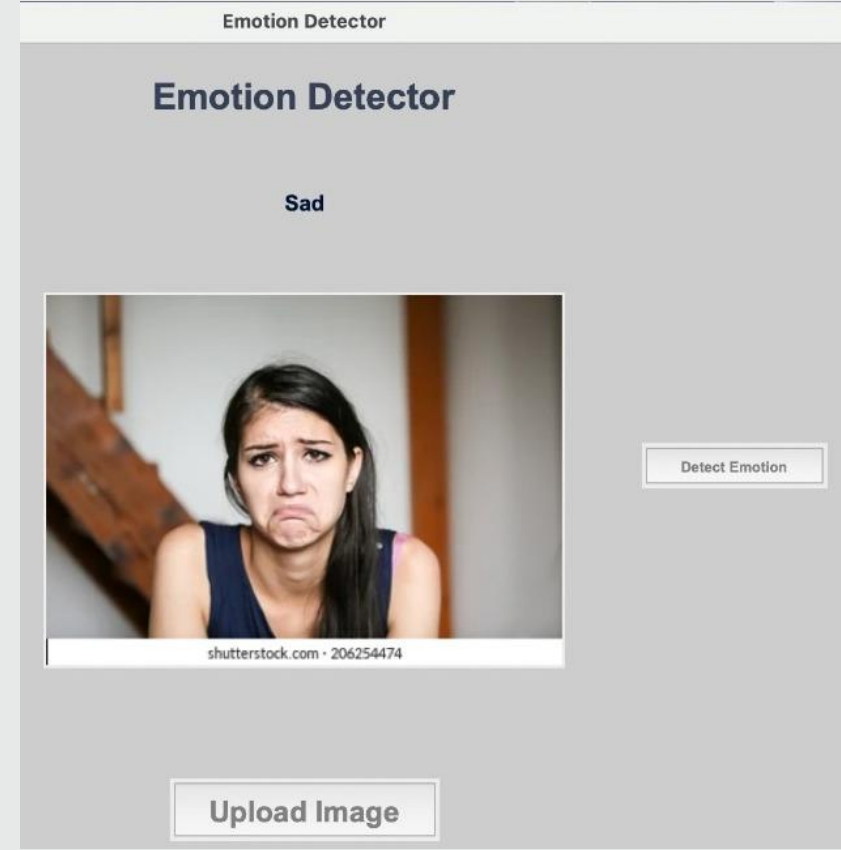 Emotion Detector
Emotion Detector
Sad
Detect Emotion
shutterstock.com · 206254474
Upload Image